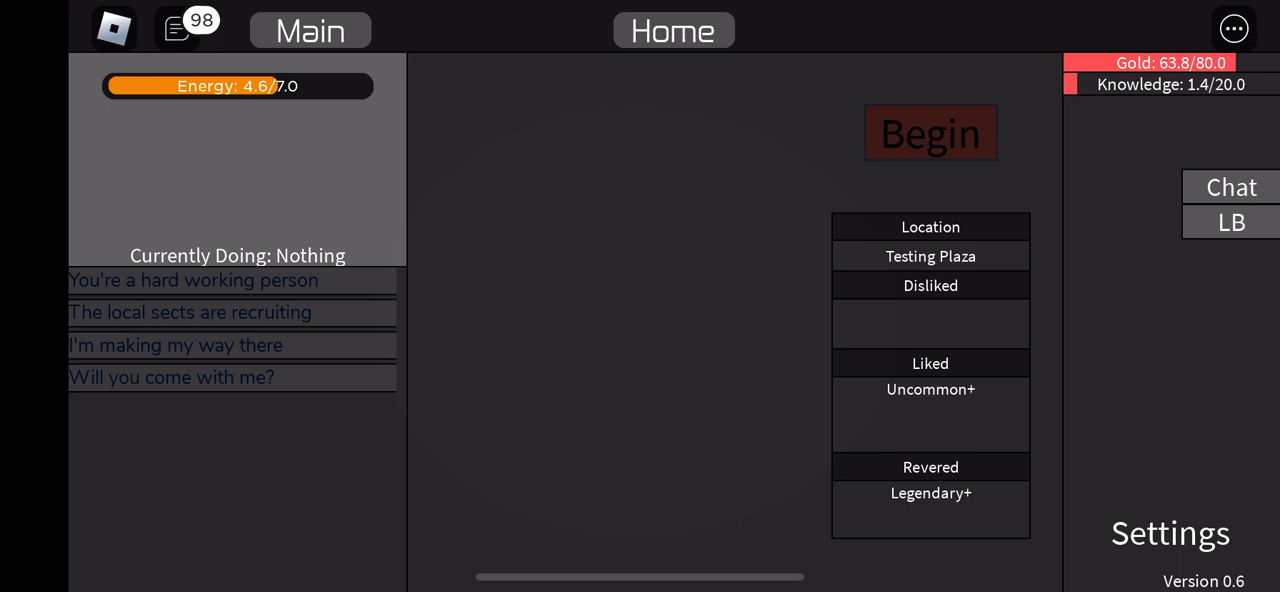 98
Main
Home
Energy: 4.6/7.0
Currently Doing: Nothing
You're a hard working person
The local sects are recruiting
I'm making my way there
Will you come with me?
Begin
Location
Testing Plaza
Disliked
Liked
Uncommon+
Revered
Legendary+
Gold: 63.8/80.0
Knowledge: 1.4/20.0
Chat
LB
Settings
Version 0.6